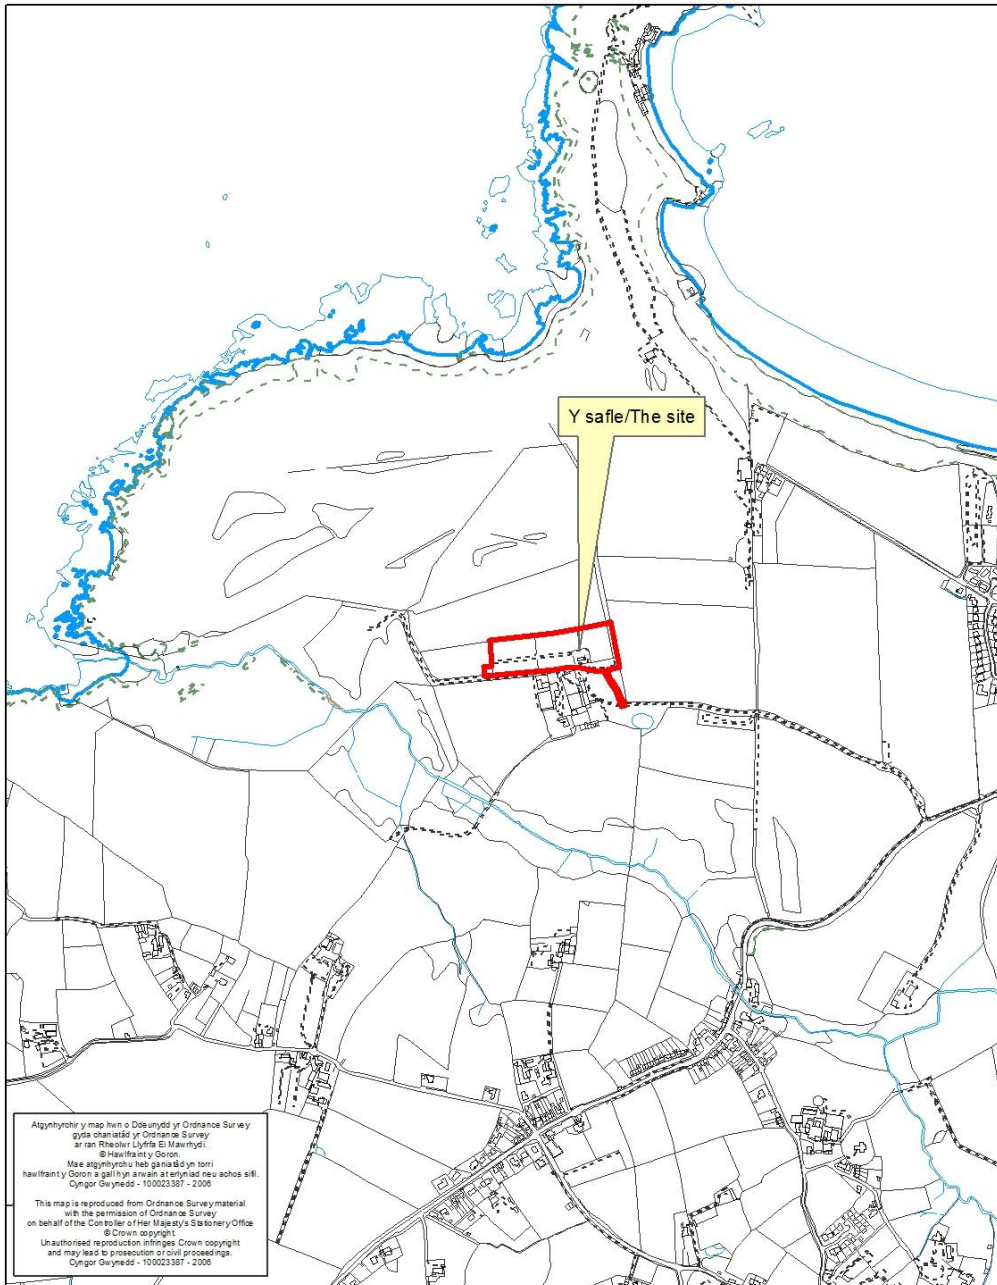 Y safle/The site
Atgynhyrchir y map hwn o Ddeunydd yr Ordnance Survey
gyda chaniatâd yr Ordnance Survey
ar ran Rheolwr Llyfrfa Ei Mawrhydi.
© Hawlfraint y Goron.
Mae atgynhyrchu heb ganiatâd yn torri
hawlfraint y Goron a gall hyn arwain at erlyniad neu achos sifil.
Cyngor Gwynedd - 100023387 - 2006
This map is reproduced from Ordnance Survey material
with the permission of Ordnance Survey
on behalf of the Controller of Her Majesty's Stationery Office
© Crown copyright.
Unauthorised reproduction infringes Crown copyright
and may lead to prosecution or civil proceedings.
Cyngor Gwynedd - 100023387 - 2006